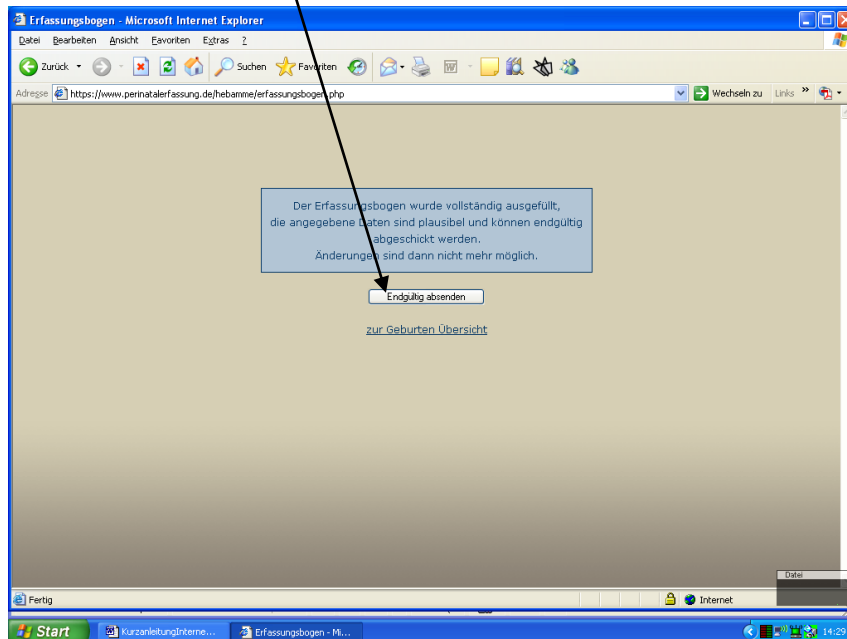 Erfassungsbogen - Microsoft Internet Explorer
Datei Bearbeiten Ansicht Favoriten Extras ?
Zurück Suchen Favoriten
Adresse https://www.perinatalerfassung.de/hebamme/erfassungsbogen.php Wechseln zu Links »
Der Erfassungsbogen wurde vollständig ausgefüllt,
die angegebene Daten sind plausibel und können endgültig
abgeschickt werden.
Änderungen sind dann nicht mehr möglich.
Endgültig absenden
zur Geburten Übersicht
Datei
Fertig Internet
Start KurzanleitungInterne... Erfassungsbogen - Mi... 14:29